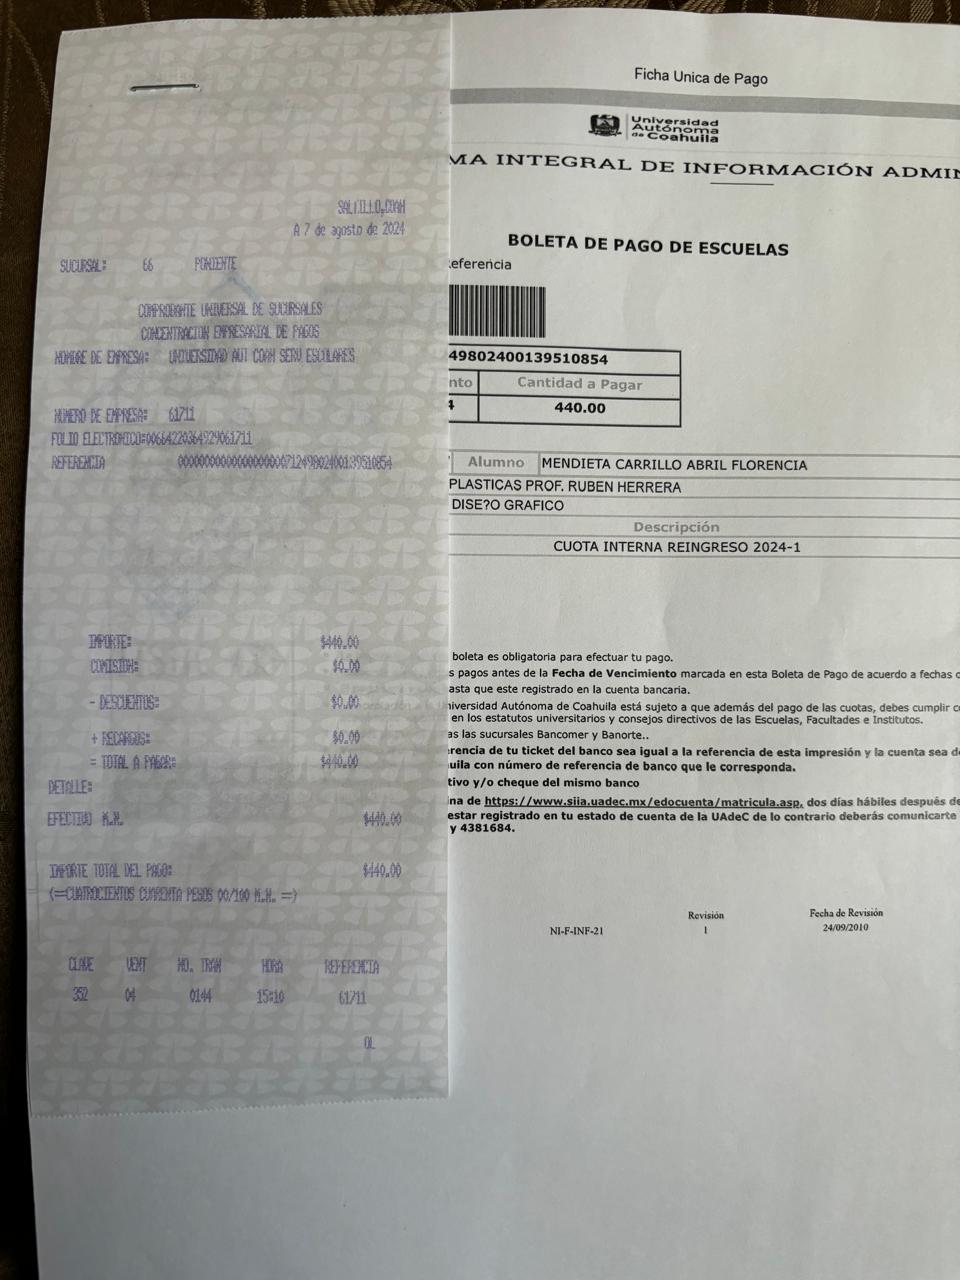 Ficha Unica de Pago
Universidad
Autónoma
de Coahuila
MA INTEGRAL DE INFORMACIÓN ADMIN
BOLETA DE PAGO DE ESCUELAS
eferencia
49802400139510854
nto Cantidad a Pagar
4 440.00
Alumno MENDIETA CARRILLO ABRIL FLORENCIA
PLASTICAS PROF. RUBEN HERRERA
DISE?O GRAFICO
Descripción
CUOTA INTERNA REINGRESO 2024-1
boleta es obligatoria para efectuar tu pago.
s pagos antes de la Fecha de Vencimiento marcada en esta Boleta de Pago de acuerdo a fechas
asta que este registrado en la cuenta bancaria.
iversidad Autónoma de Coahuila está sujeto a que además del pago de las cuotas, debes cumplir c
en los estatutos universitarios y consejos directivos de las Escuelas, Facultades e Institutos.
as las sucursales Bancomer y Banorte..
rencia de tu ticket del banco sea igual a la referencia de esta impresión y la cuenta sea d
uila con número de referencia de banco que le corresponda.
tivo y/o cheque del mismo banco
na de https://www.siia.uadec.mx/edocuenta/matricula.asp, dos días hábiles después d
estar registrado en tu estado de cuenta de la UAdeC de lo contrario deberás comunicarte
y 4381684.
NI-F-INF-21
Revisión
1
Fecha de Revisión
24/09/2010
SALTILLO,COAH
A 7 de agosto de 2024
SUCURSAL: 66 PONIENTE
COMPROBANTE UNIVERSAL DE SUCURSALES
CONCENTRACION EMPRESARIAL DE PAGOS
NOMBRE DE EMPRESA: UNIVERSIDAD AUT COAH SERV ESCOLARES
NUMERO DE EMPRESA: 61711
FOLIO ELECTRONICO:0066422036492906171​1
REFERENCIA 712498024001395​10854
IMPORTE: $440.00
COMISION: $0.00
- DESCUENTOS: $0.00
+ RECARGOS: $0.00
= TOTAL A PAGAR: $440.00
DETALLE:
EFECTIVO M.N. $440.00
IMPORTE TOTAL DEL PAGO: $440.00
(=CUATROCIENTOS CUARENTA PESOS 00/100 M.N. =)
CLAVE VENT NO. TRAN HORA REFERENCIA
352 04 0144 15:10 61711
OL